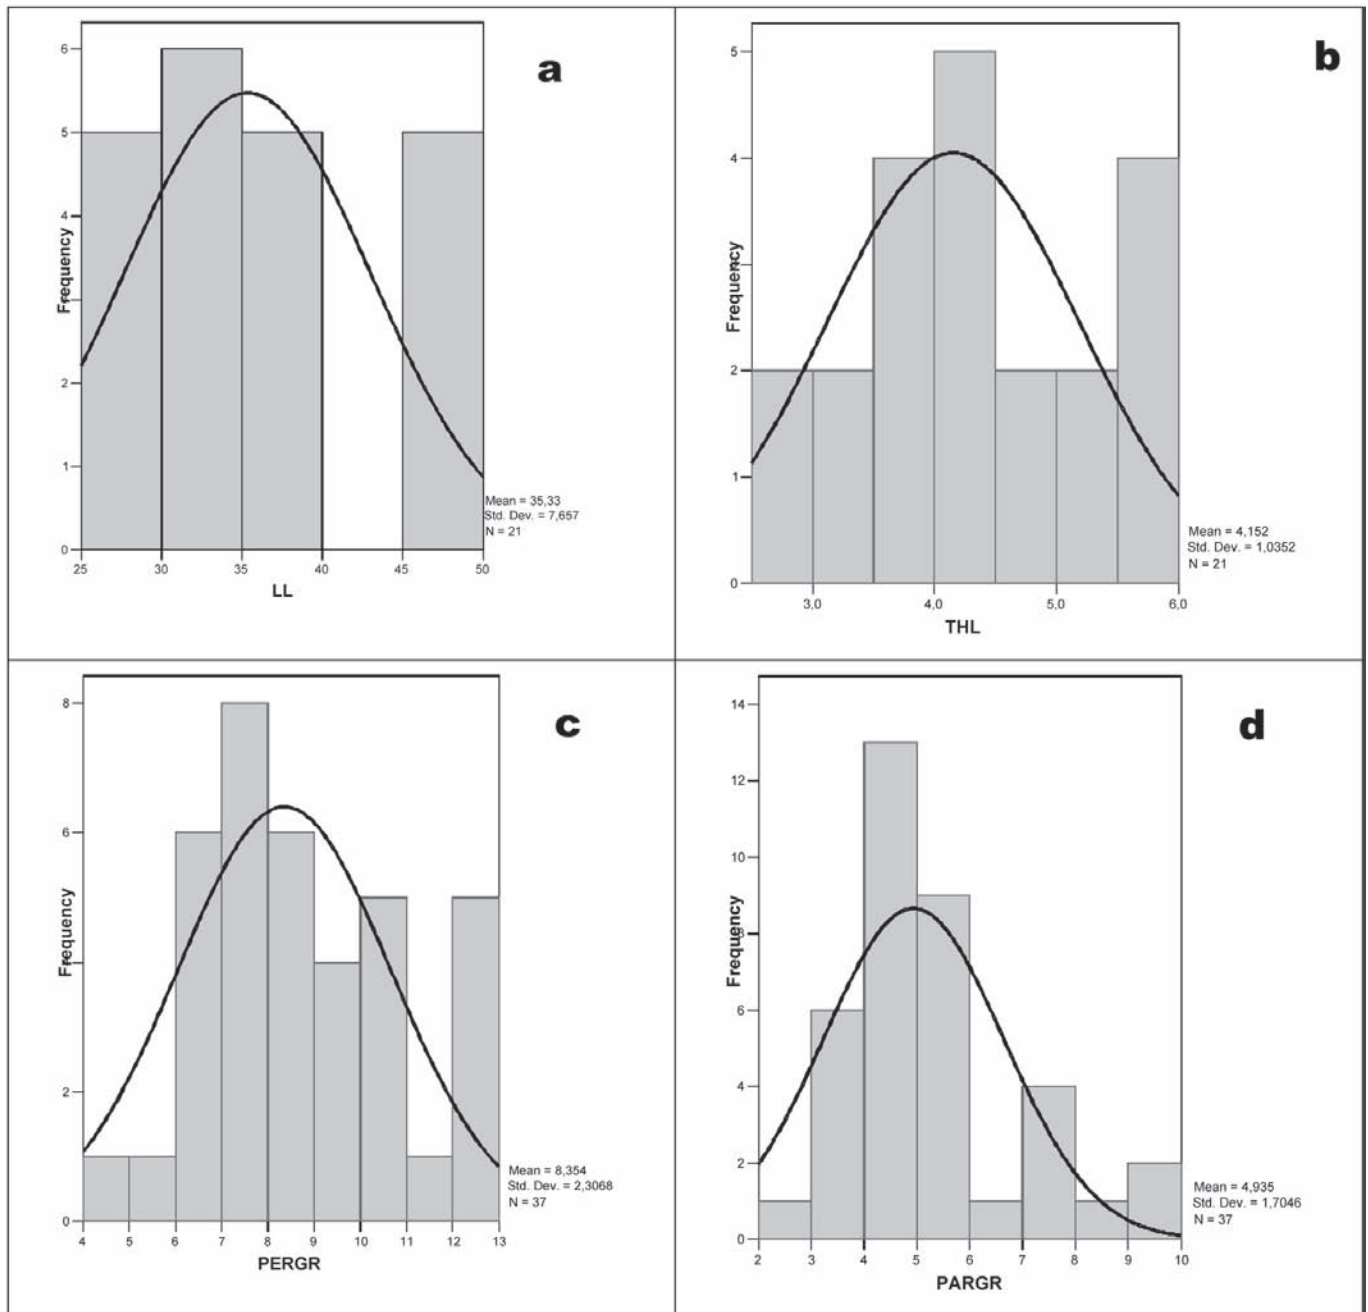 a
6
5
4
2
1
0
Frequency
25 30 35 40 45 50
LL
Mean = 35,33
Std. Dev. = 7,657
N = 21
b
5
4
2
1
0
Frequency
3,0 4,0 5,0 6,0
THL
Mean = 4,152
Std. Dev. = 1,0352
N = 21
c
8
6
2
0
Frequency
4 5 6 7 8 9 10 11 12 13
PERGR
Mean = 8,354
Std. Dev. = 2,3068
N = 37
d
14
12
10
8
6
4
2
0
Frequency
2 3 4 5 6 7 8 9 10
PARGR
Mean = 4,935
Std. Dev. = 1,7046
N = 37